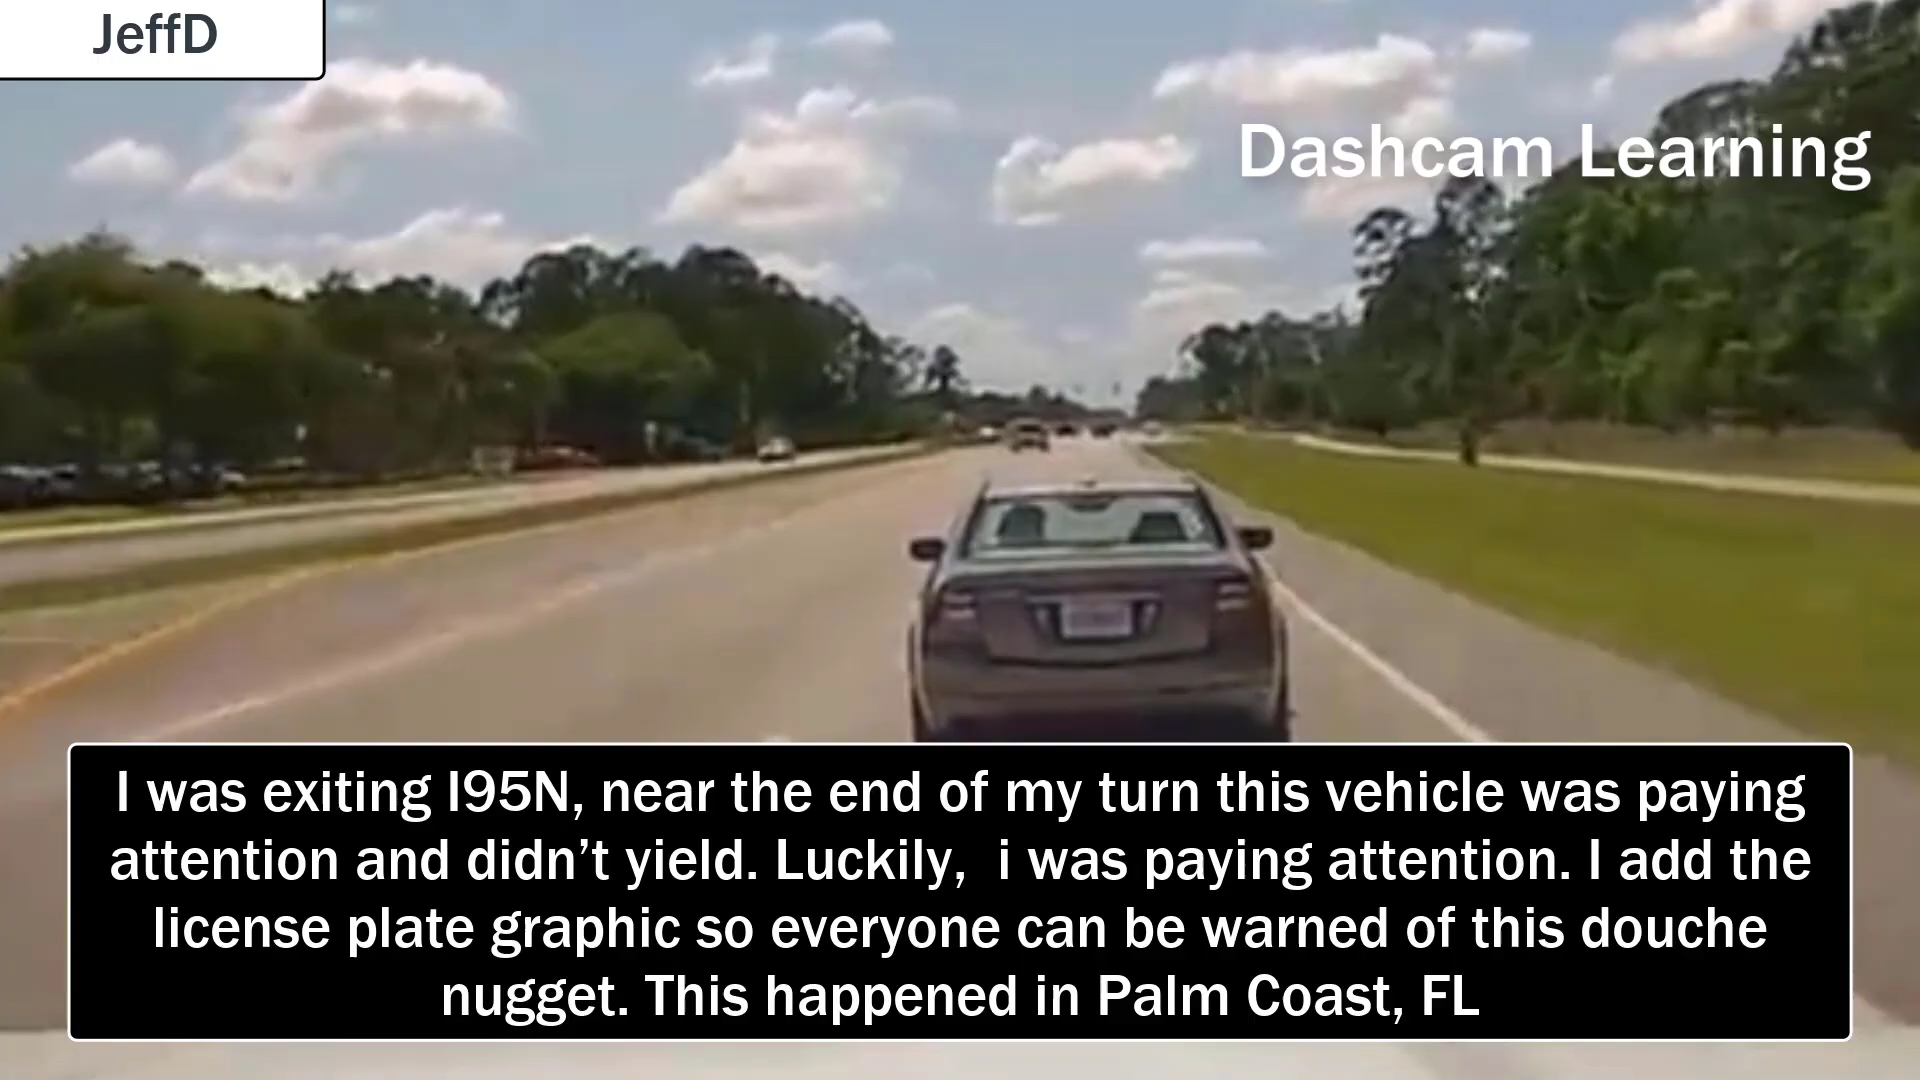 JeffD
Dashcam Learning
I was exiting I95N, near the end of my turn this vehicle was paying
attention and didn’t yield. Luckily,  i was paying attention. I add the
license plate graphic so everyone can be warned of this douche
nugget. This happened in Palm Coast, FL